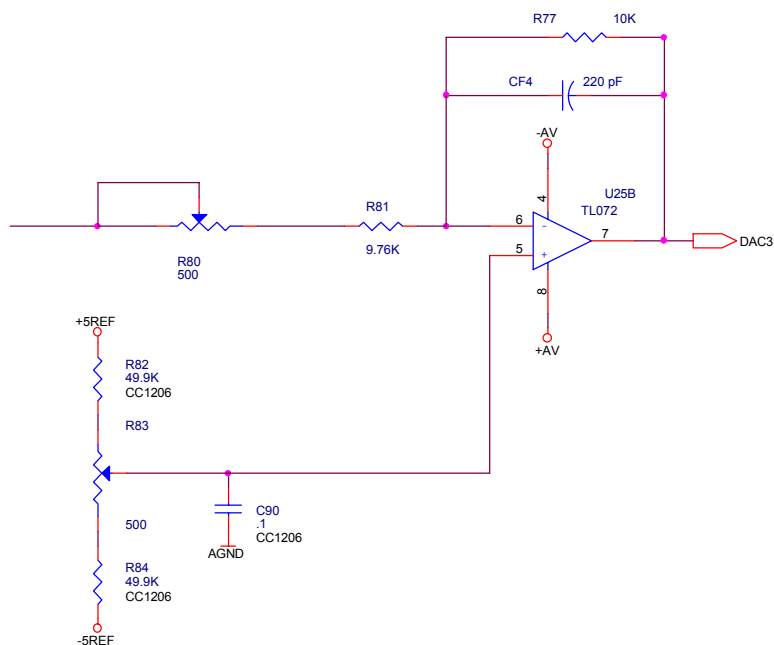 R77 10K
CF4 220 pF
-AV
4
U25B
TL072
R81
9.76K
6
-
5
+
7
DAC3
R80
500
8
+AV
+5REF
R82
49.9K
CC1206
R83
500
C90
.1
CC1206
AGND
R84
49.9K
CC1206
-5REF